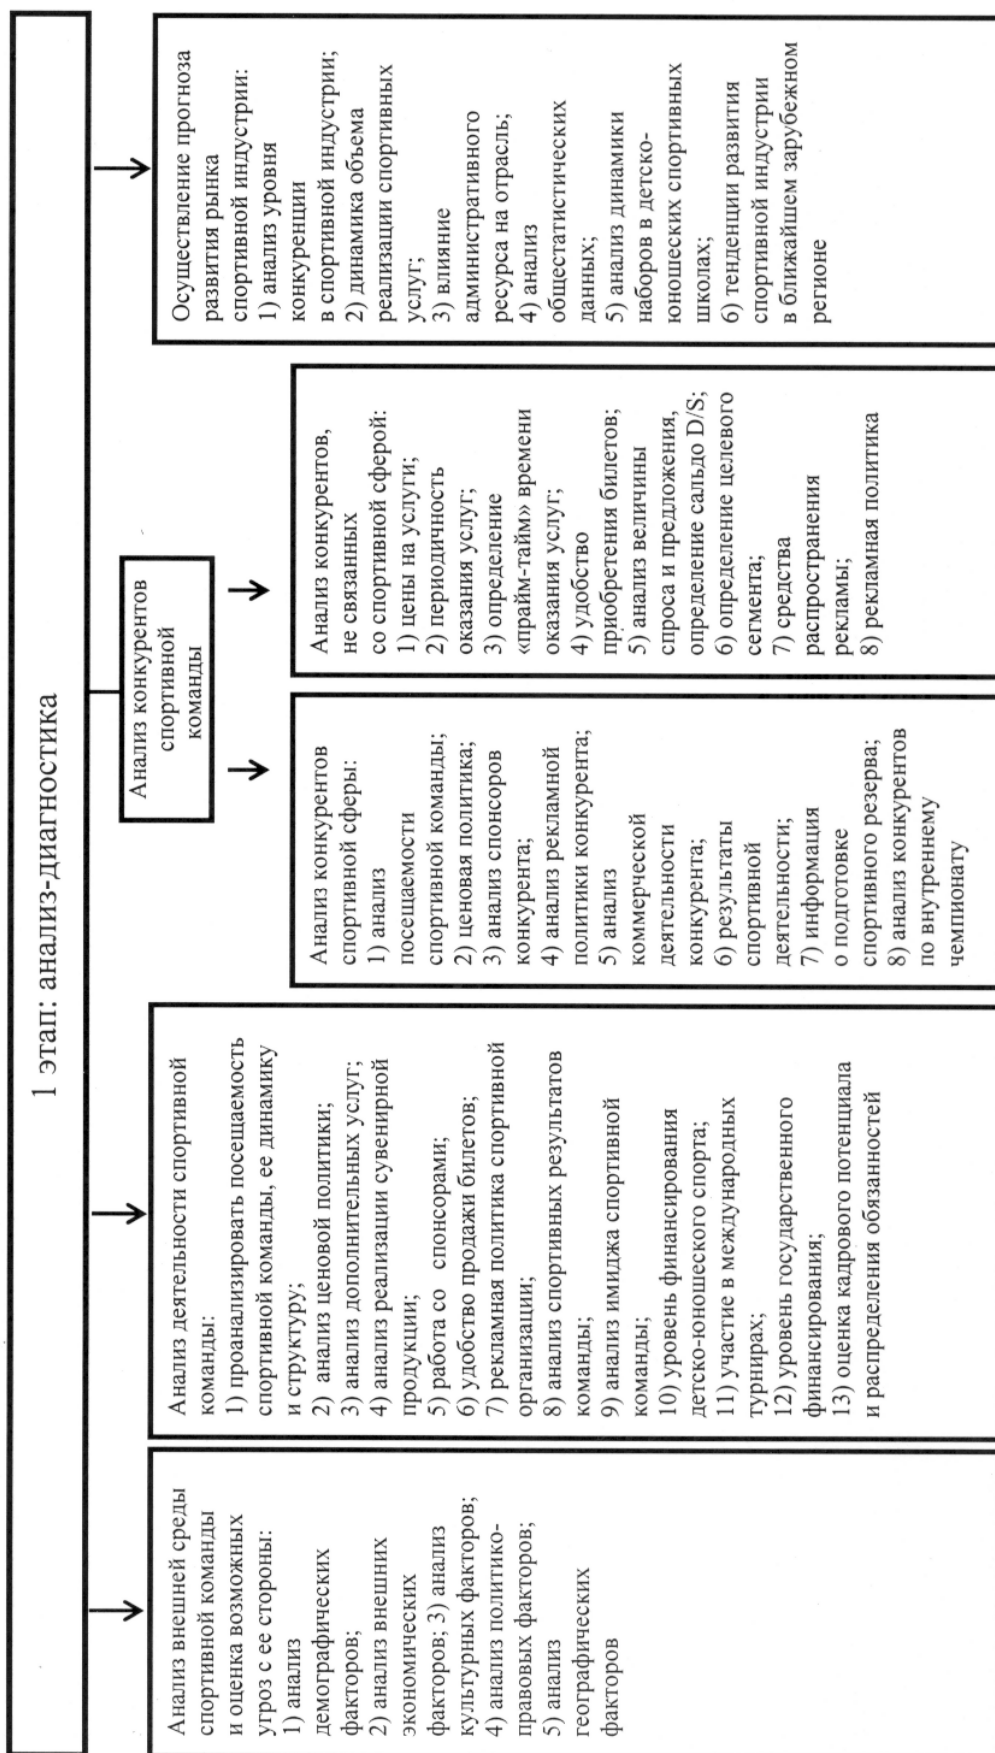 1 этап: анализ-диагностика
Анализ внешней среды
спортивной команды
и оценка возможных
угроз с ее стороны:
1) анализ
демографических
факторов;
2) анализ внешних
экономических
факторов; 3) анализ
культурных факторов;
4) анализ политико-
правовых факторов;
5) анализ
географических
факторов
Анализ деятельности спортивной
команды:
1) проанализировать посещаемость
спортивной команды, ее динамику
и структуру;
2) анализ ценовой политики;
3) анализ дополнительных услуг;
4) анализ реализации сувенирной
продукции;
5) работа со спонсорами;
6) удобство продажи билетов;
7) рекламная политика спортивной
организации;
8) анализ спортивных результатов
команды;
9) анализ имиджа спортивной
команды;
10) уровень финансирования
детско-юношеского спорта;
11) участие в международных
турнирах;
12) уровень государственного
финансирования;
13) оценка кадрового потенциала
и распределения обязанностей
Анализ конкурентов
спортивной
команды
Анализ конкурентов
спортивной сферы:
1) анализ
посещаемости
спортивной команды;
2) ценовая политика;
3) анализ спонсоров
конкурента;
4) анализ рекламной
политики конкурента;
5) анализ
коммерческой
деятельности
конкурента;
6) результаты
спортивной
деятельности;
7) информация
о подготовке
спортивного резерва;
8) анализ конкурентов
по внутреннему
чемпионату
Анализ конкурентов,
не связанных
со спортивной сферой:
1) цены на услуги;
2) периодичность
оказания услуг;
3) определение
«прайм-тайм» времени
оказания услуг;
4) удобство
приобретения билетов;
5) анализ величины
спроса и предложения,
определение сальдо D/S;
6) определение целевого
сегмента;
7) средства
распространения
рекламы;
8) рекламная политика
Осуществление прогноза
развития рынка
спортивной индустрии:
1) анализ уровня
конкуренции
в спортивной индустрии;
2) динамика объема
реализации спортивных
услуг;
3) влияние
административного
ресурса на отрасль;
4) анализ
общестатистических
данных;
5) анализ динамики
наборов в детско-
юношеских спортивных
школах;
6) тенденции развития
спортивной индустрии
в ближайшем зарубежном
регионе